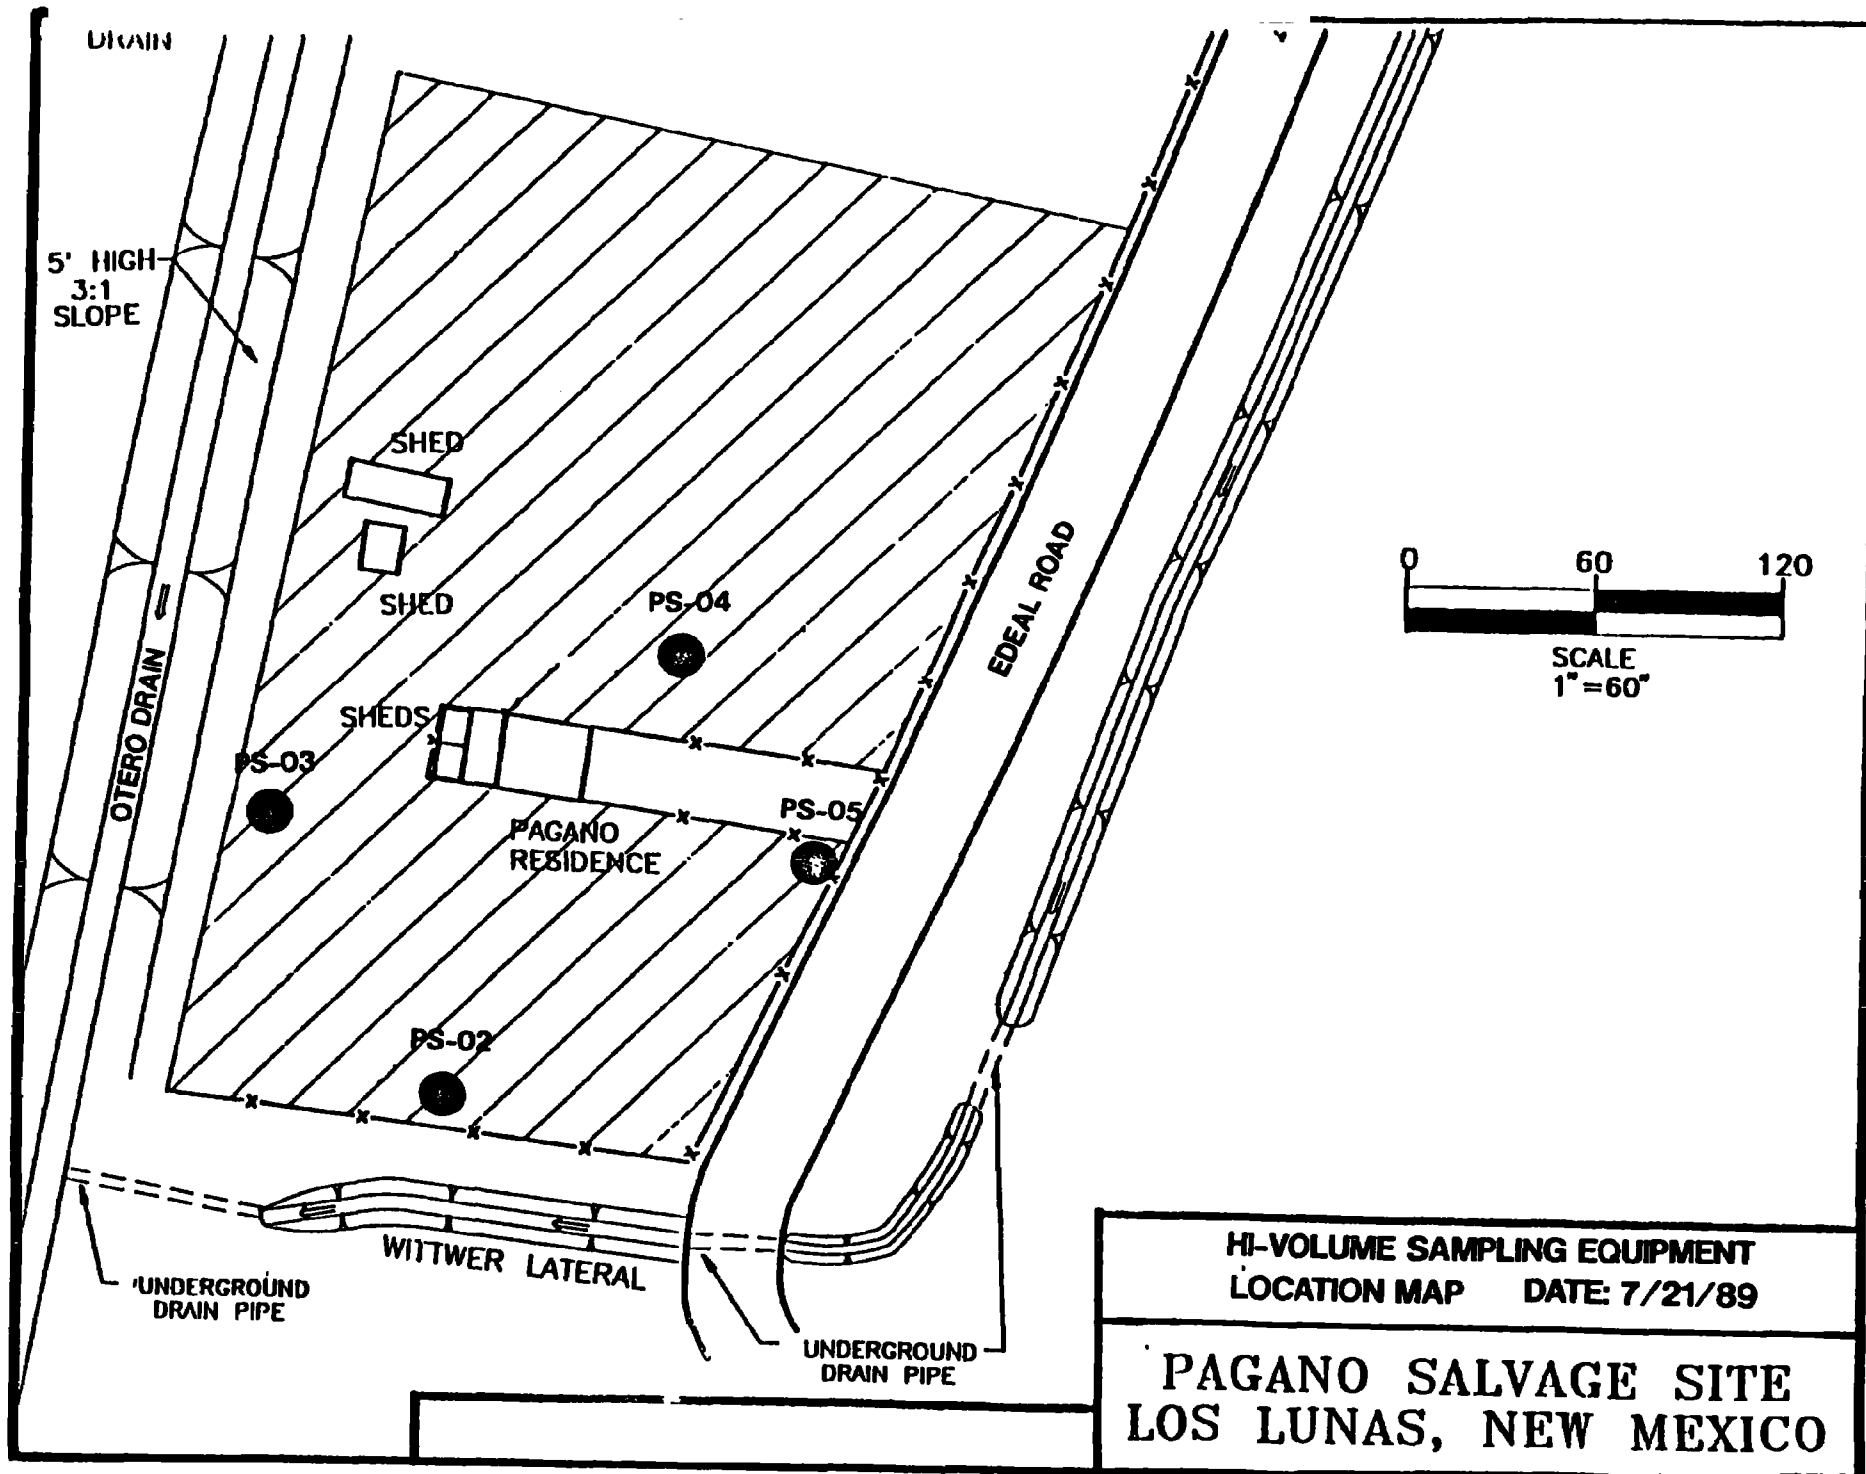 DRAIN
5' HIGH
3:1
SLOPE
SHED
SHED
PS-04
EDEAL ROAD
0 60 120
SCALE
1"=60"
OTERO DRAIN
SHEDS
PS-03
PS-05
PAGANO
RESIDENCE
PS-02
WITTWER LATERAL
UNDERGROUND
DRAIN PIPE
UNDERGROUND
DRAIN PIPE
HI-VOLUME SAMPLING EQUIPMENT
LOCATION MAP DATE: 7/21/89
PAGANO SALVAGE SITE
LOS LUNAS, NEW MEXICO